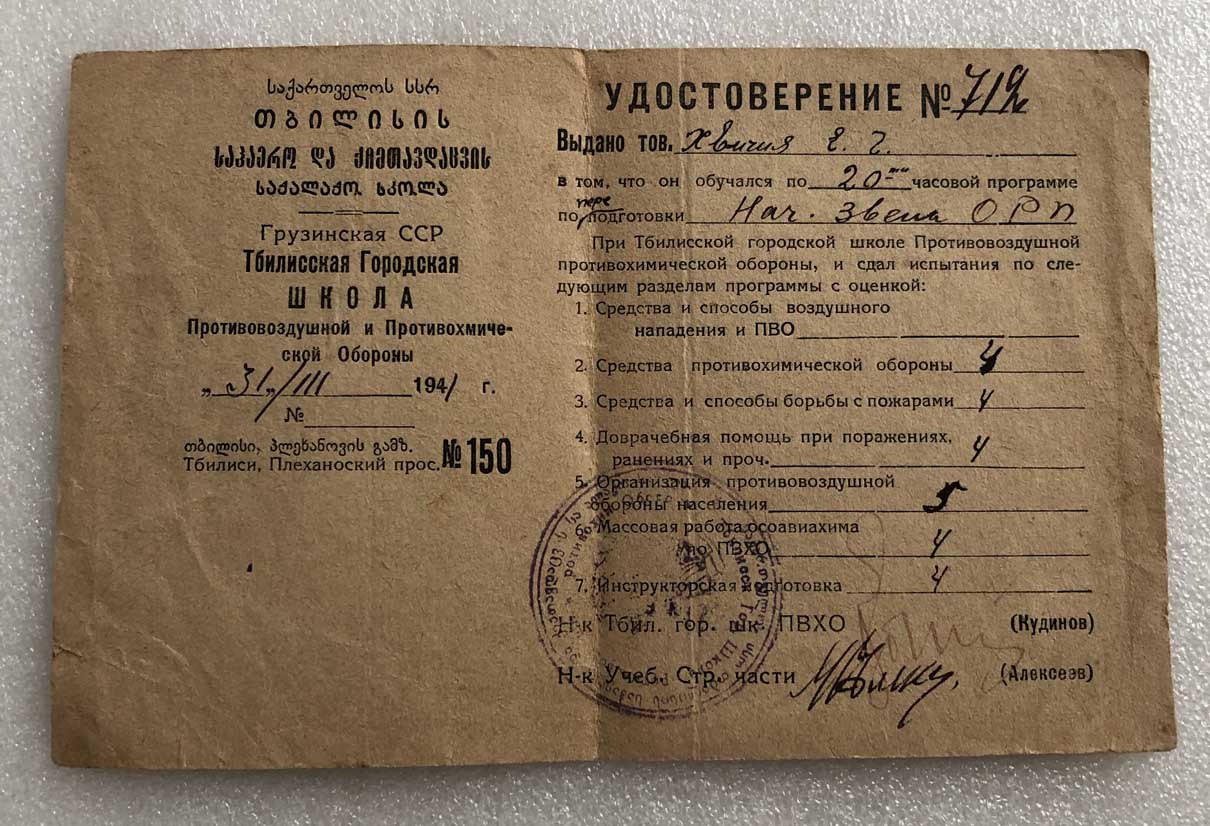 საქართველოს სსრ
თბილისის
საჰაერო და ქიმთავდაცვის
საქალაქო სკოლა
Грузинская ССР
Тбилисская Городская
ШКОЛА
Противовоздушной и Противохмиче-
ской Обороны
„31„/III 1941 г.
№
თბილისი, პლეხანოვის გამზ.
Тбилиси, Плеханоский прос. №150
УДОСТОВЕРЕНИЕ № 712
Выдано тов. Хвичия
в том, что он обучался по 20 часовой программе
по переподготовки Нач. Звена ОРП
При Тбилисской городской школе Противовоздушной
противохимической обороны, и сдал испытания по сле-
дующим разделам программы с оценкой:
1. Средства и способы воздушного
нападения и ПВО
2. Средства противохимической обороны 4
3. Средства и способы борьбы с пожарами 4
4. Доврачебная помощь при поражениях,
ранениях и проч. 4
5. Организация противовоздушной
обороны населения 5
6. Массовая работа осоавиахима
по ПВХО 4
7. Инструкторская подготовка 4
Н-к Тбил. гор. шк. ПВХО (Кудинов)
Н-к Учеб. Стр. части (Алексеев)